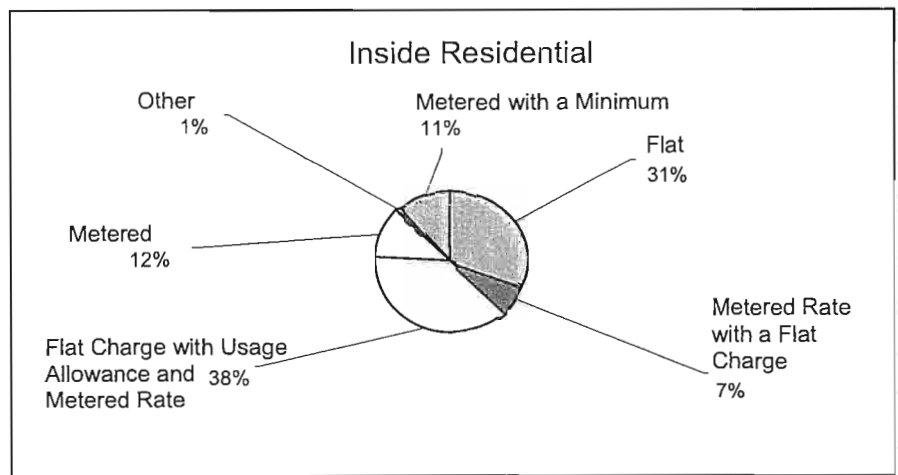 Inside Residential
Other
1%
Metered with a Minimum
11%
Flat
31%
Metered
12%
Metered Rate
with a Flat
Charge
7%
Flat Charge with Usage
Allowance and 38%
Metered Rate